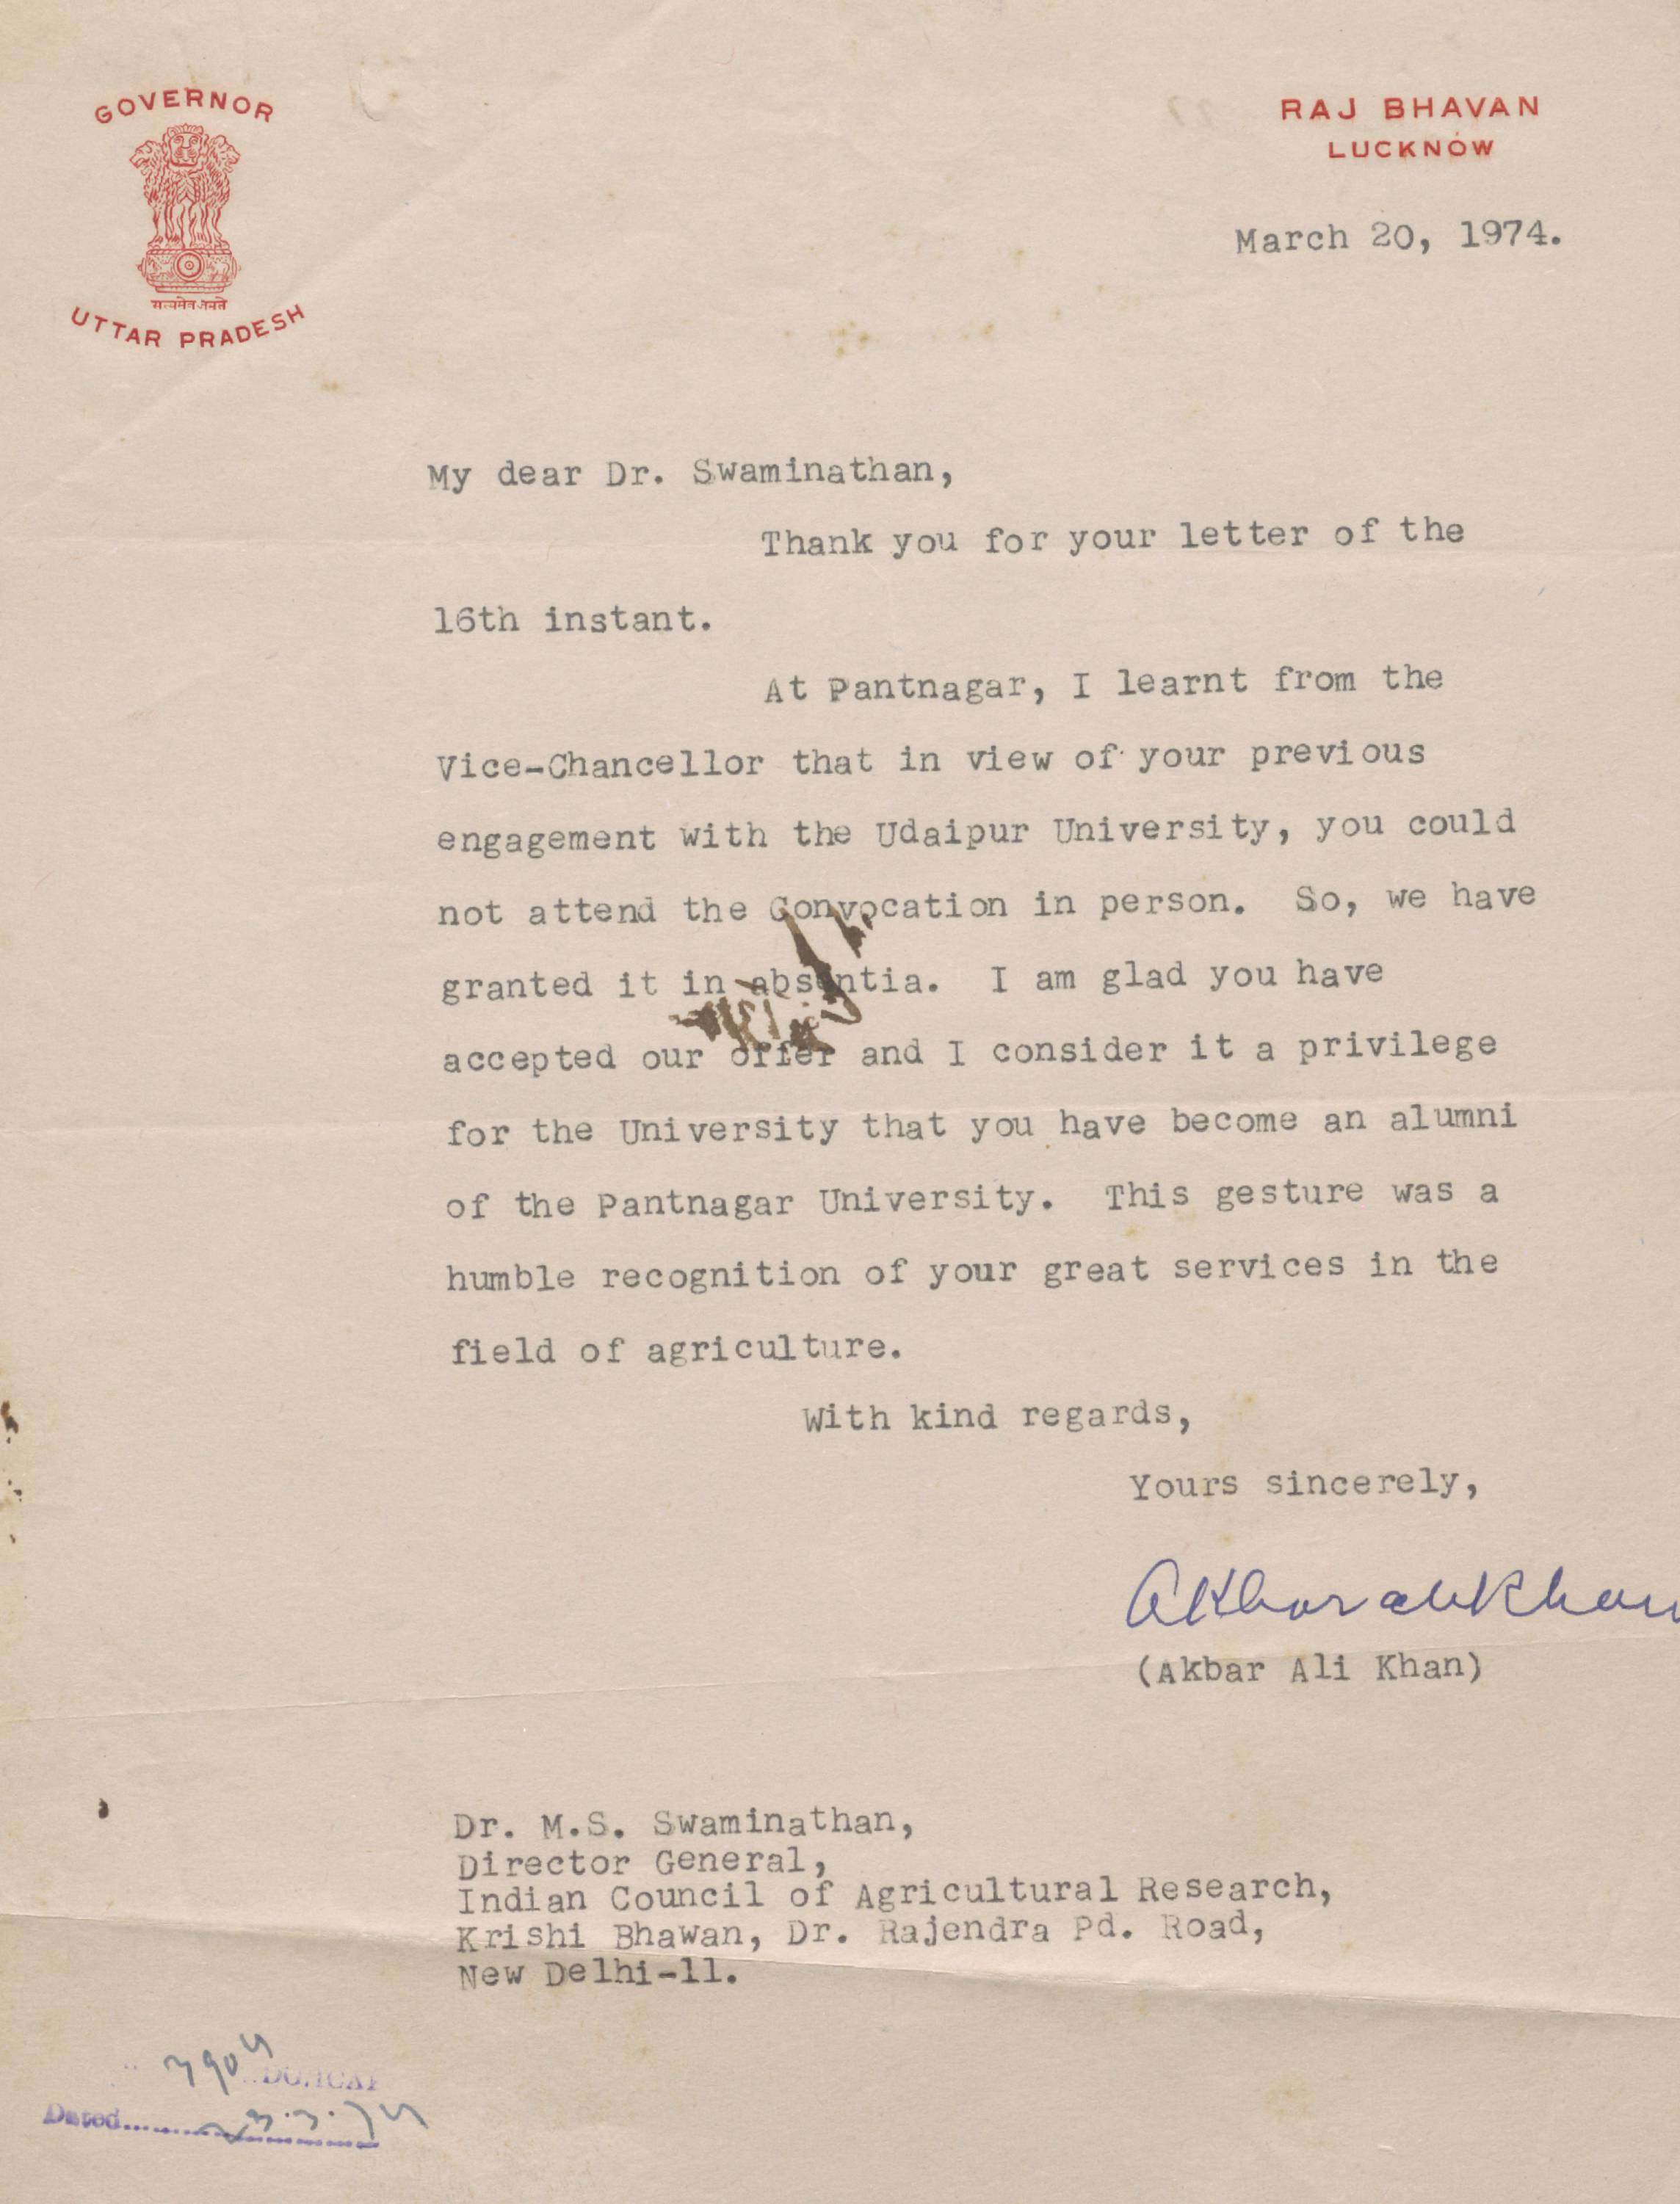 GOVERNOR
सत्यमेव जयते
UTTAR PRADESH
RAJ BHAVAN
LUCKNOW
March 20, 1974.
My dear Dr. Swaminathan,
Thank you for your letter of the
16th instant.
At Pantnagar, I learnt from the
Vice-Chancellor that in view of your previous
engagement with the Udaipur University, you could
not attend the Convocation in person. So, we have
granted it in absentia. I am glad you have
accepted our offer and I consider it a privilege
for the University that you have become an alumni
of the Pantnagar University. This gesture was a
humble recognition of your great services in the
field of agriculture.
With kind regards,
Yours sincerely,
Akbar Ali Khan
(Akbar Ali Khan)
Dr. M.S. Swaminathan,
Director General,
Indian Council of Agricultural Research,
Krishi Bhawan, Dr. Rajendra Pd. Road,
New Delhi-11.
Dated 23.3.74